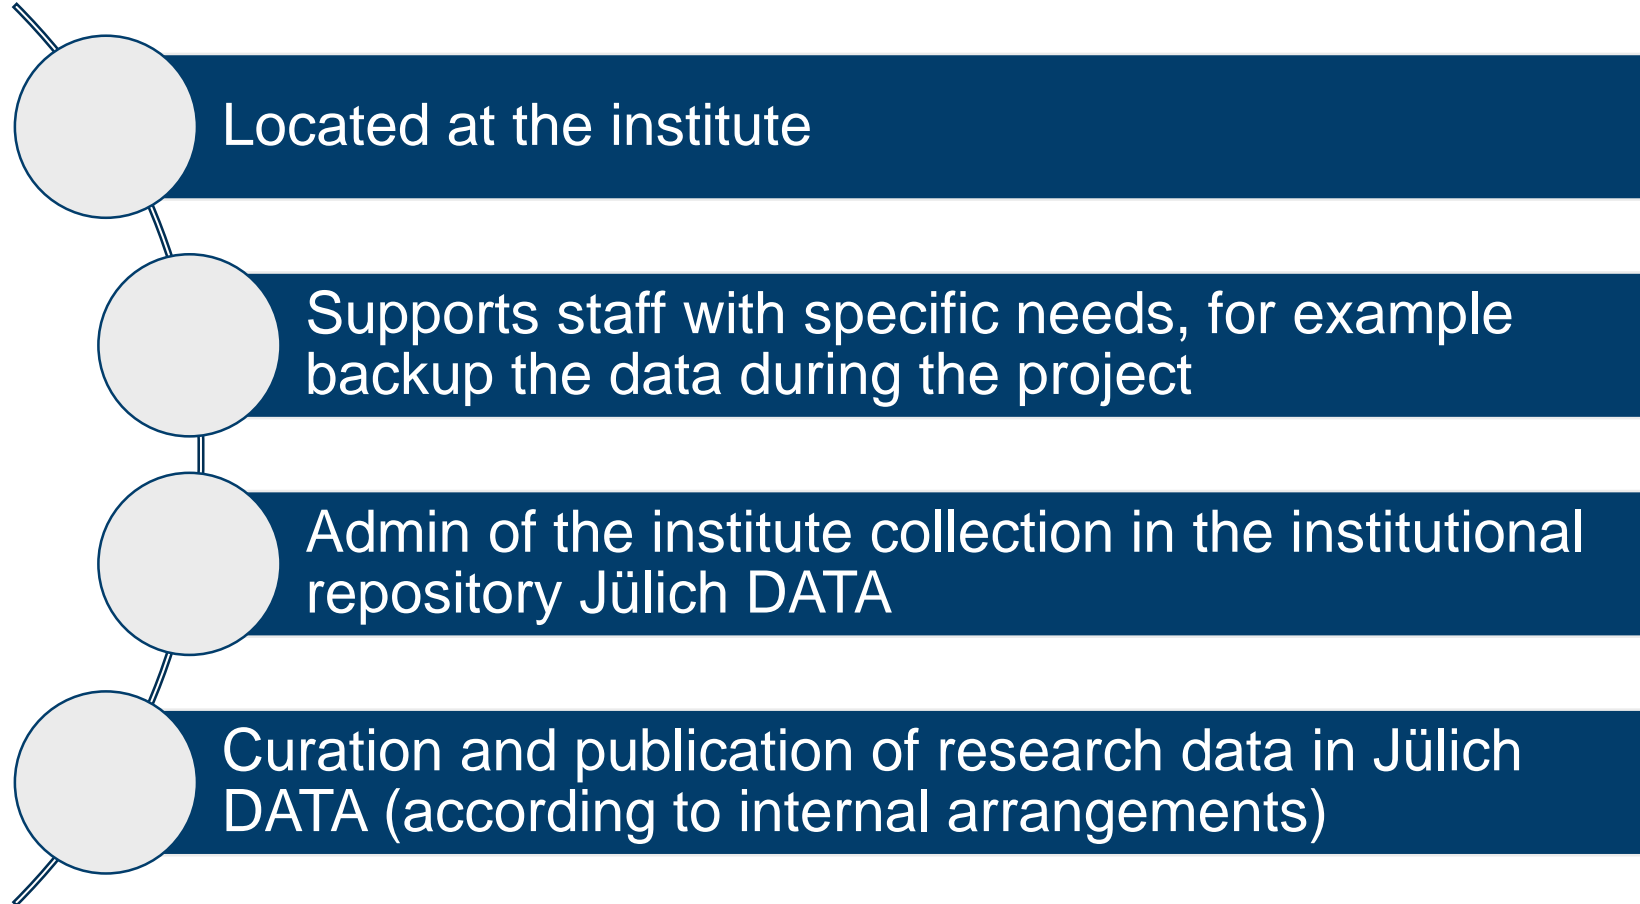 Located at the institute
Supports staff with specific needs, for example
backup the data during the project
Admin of the institute collection in the institutional
repository Jülich DATA
Curation and publication of research data in Jülich
DATA (according to internal arrangements)